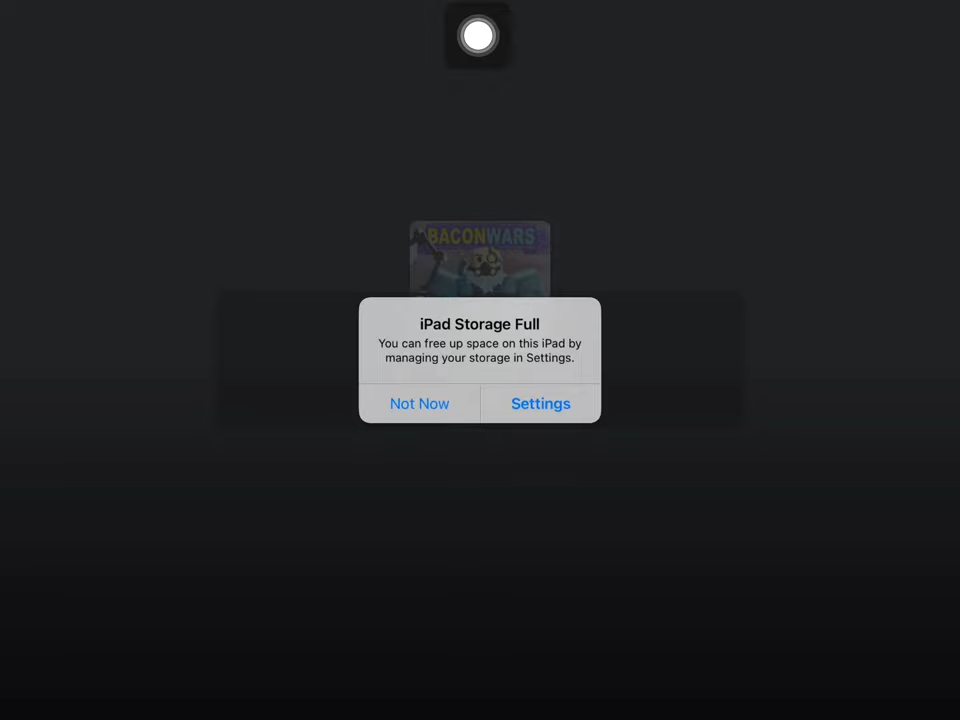 BACONWARS
iPad Storage Full
You can free up space on this iPad by
managing your storage in Settings.
Not Now
Settings